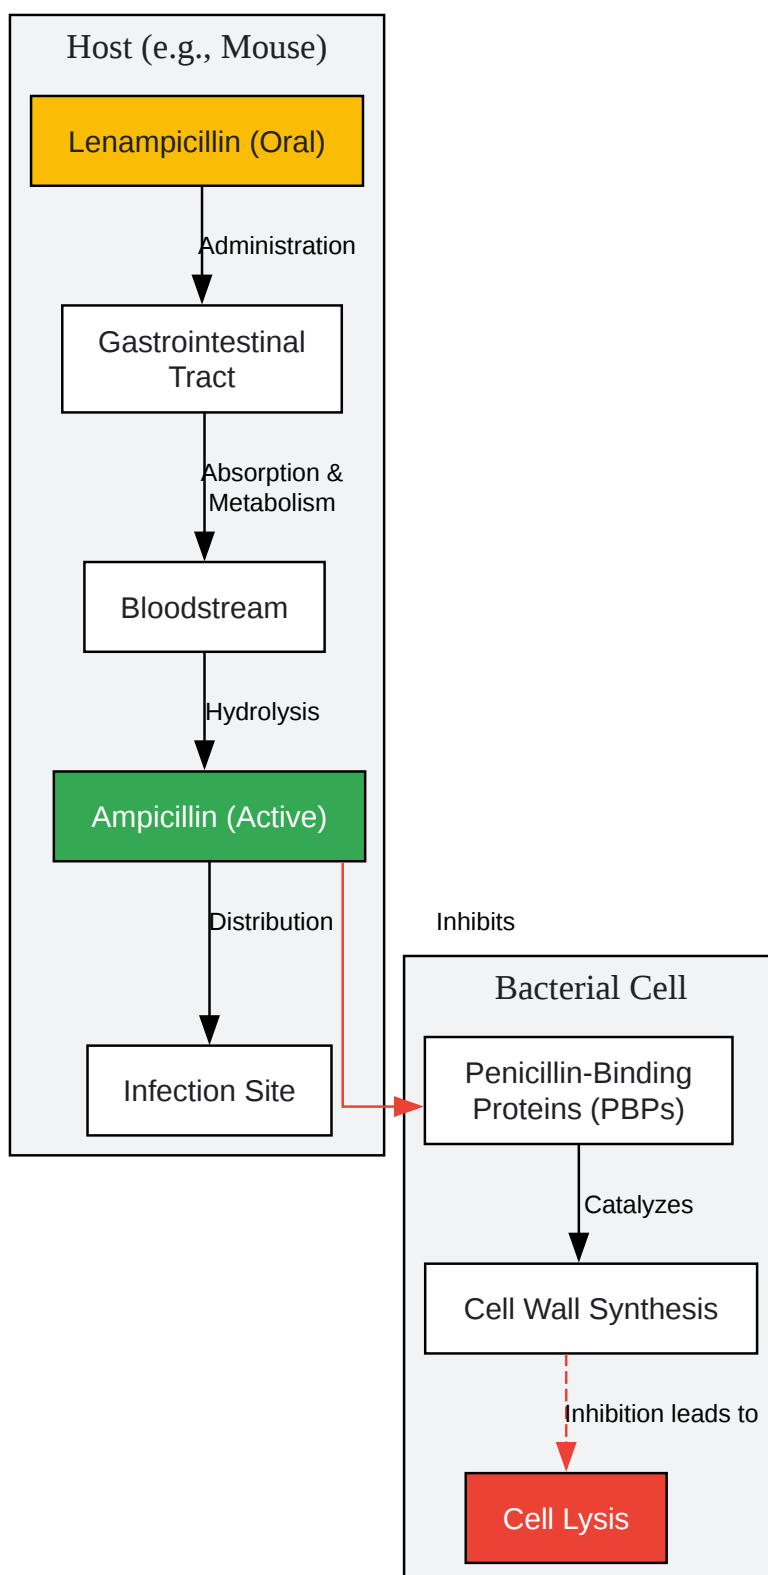 Host (e.g., Mouse)
Lenampicillin (Oral)
Administration
Gastrointestinal
Tract
Absorption &
Metabolism
Bloodstream
Hydrolysis
Ampicillin (Active)
Distribution
Inhibits
Infection Site
Bacterial Cell
Penicillin-Binding
Proteins (PBPs)
Catalyzes
Cell Wall Synthesis
Inhibition leads to
Cell Lysis